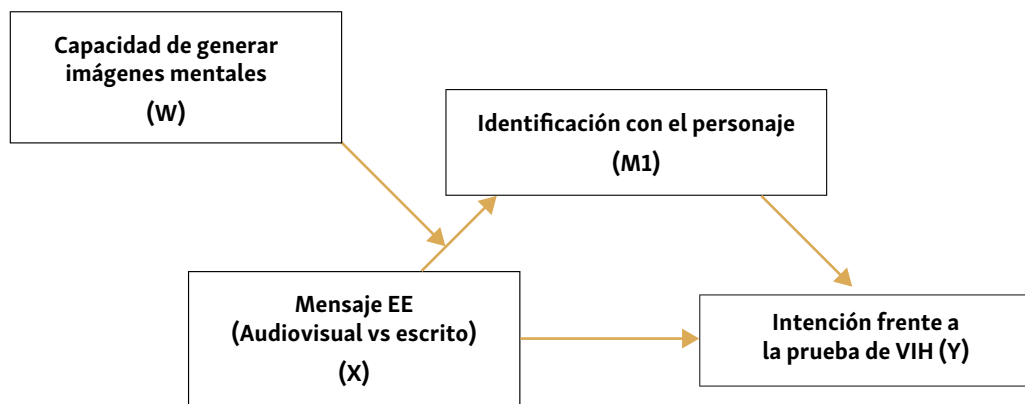 Capacidad de generar
imágenes mentales
(W)
Identificación con el personaje
(M1)
Mensaje EE
(Audiovisual vs escrito)
(X)
Intención frente a
la prueba de VIH (Y)